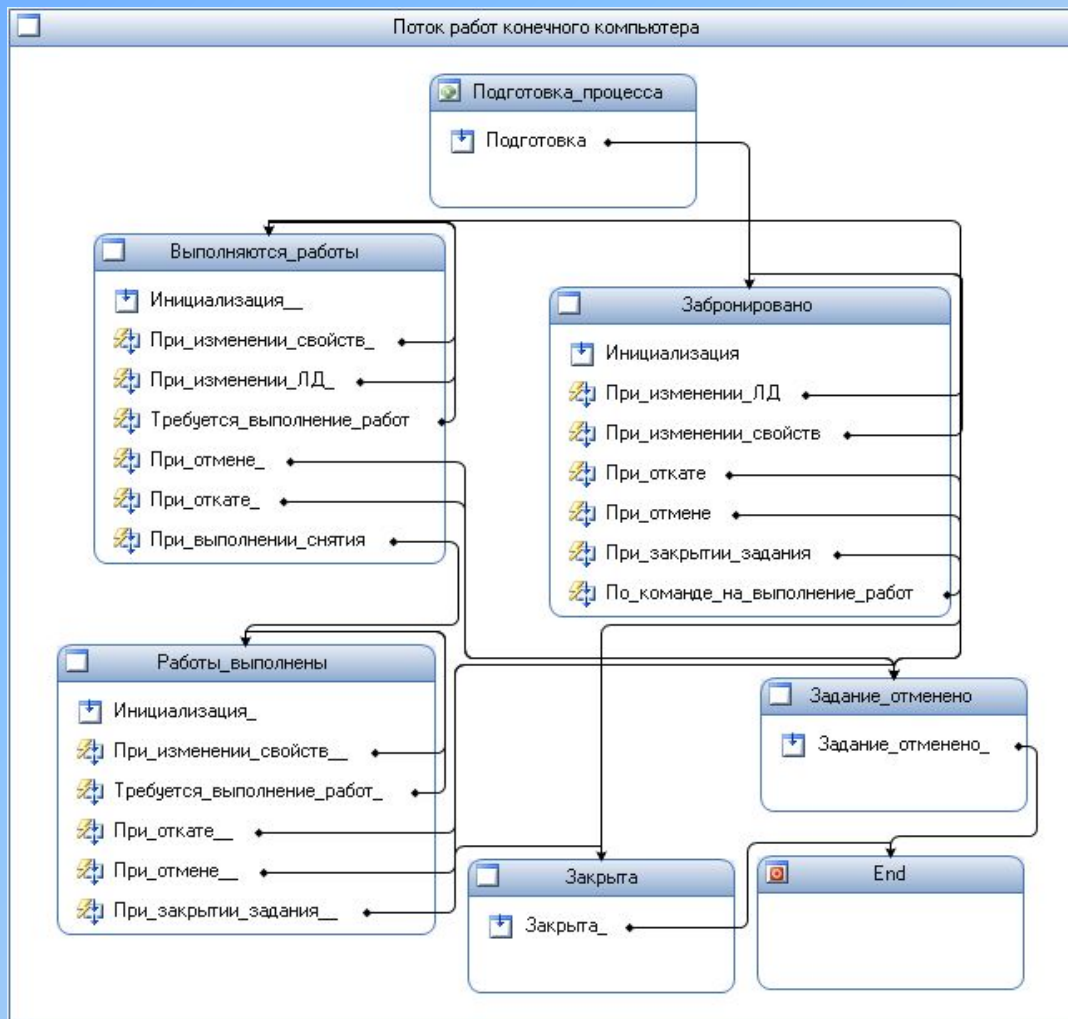 Поток работ конечного компьютера
Подготовка_процесса
Подготовка
Выполняются_работы
Инициализация__
При_изменении_свойств_
При_изменении_ЛД_
Требуется_выполнение_работ
При_отмене_
При_откате_
При_выполнении_снятия
Забронировано
Инициализация
При_изменении_ЛД
При_изменении_свойств
При_откате
При_отмене
При_закрытии_задания
По_команде_на_выполнение_работ
Работы_выполнены
Инициализация_
При_изменении_свойств__
Требуется_выполнение_работ_
При_откате__
При_отмене__
При_закрытии_задания__
Задание_отменено
Задание_отменено_
Закрыта
Закрыта_
End